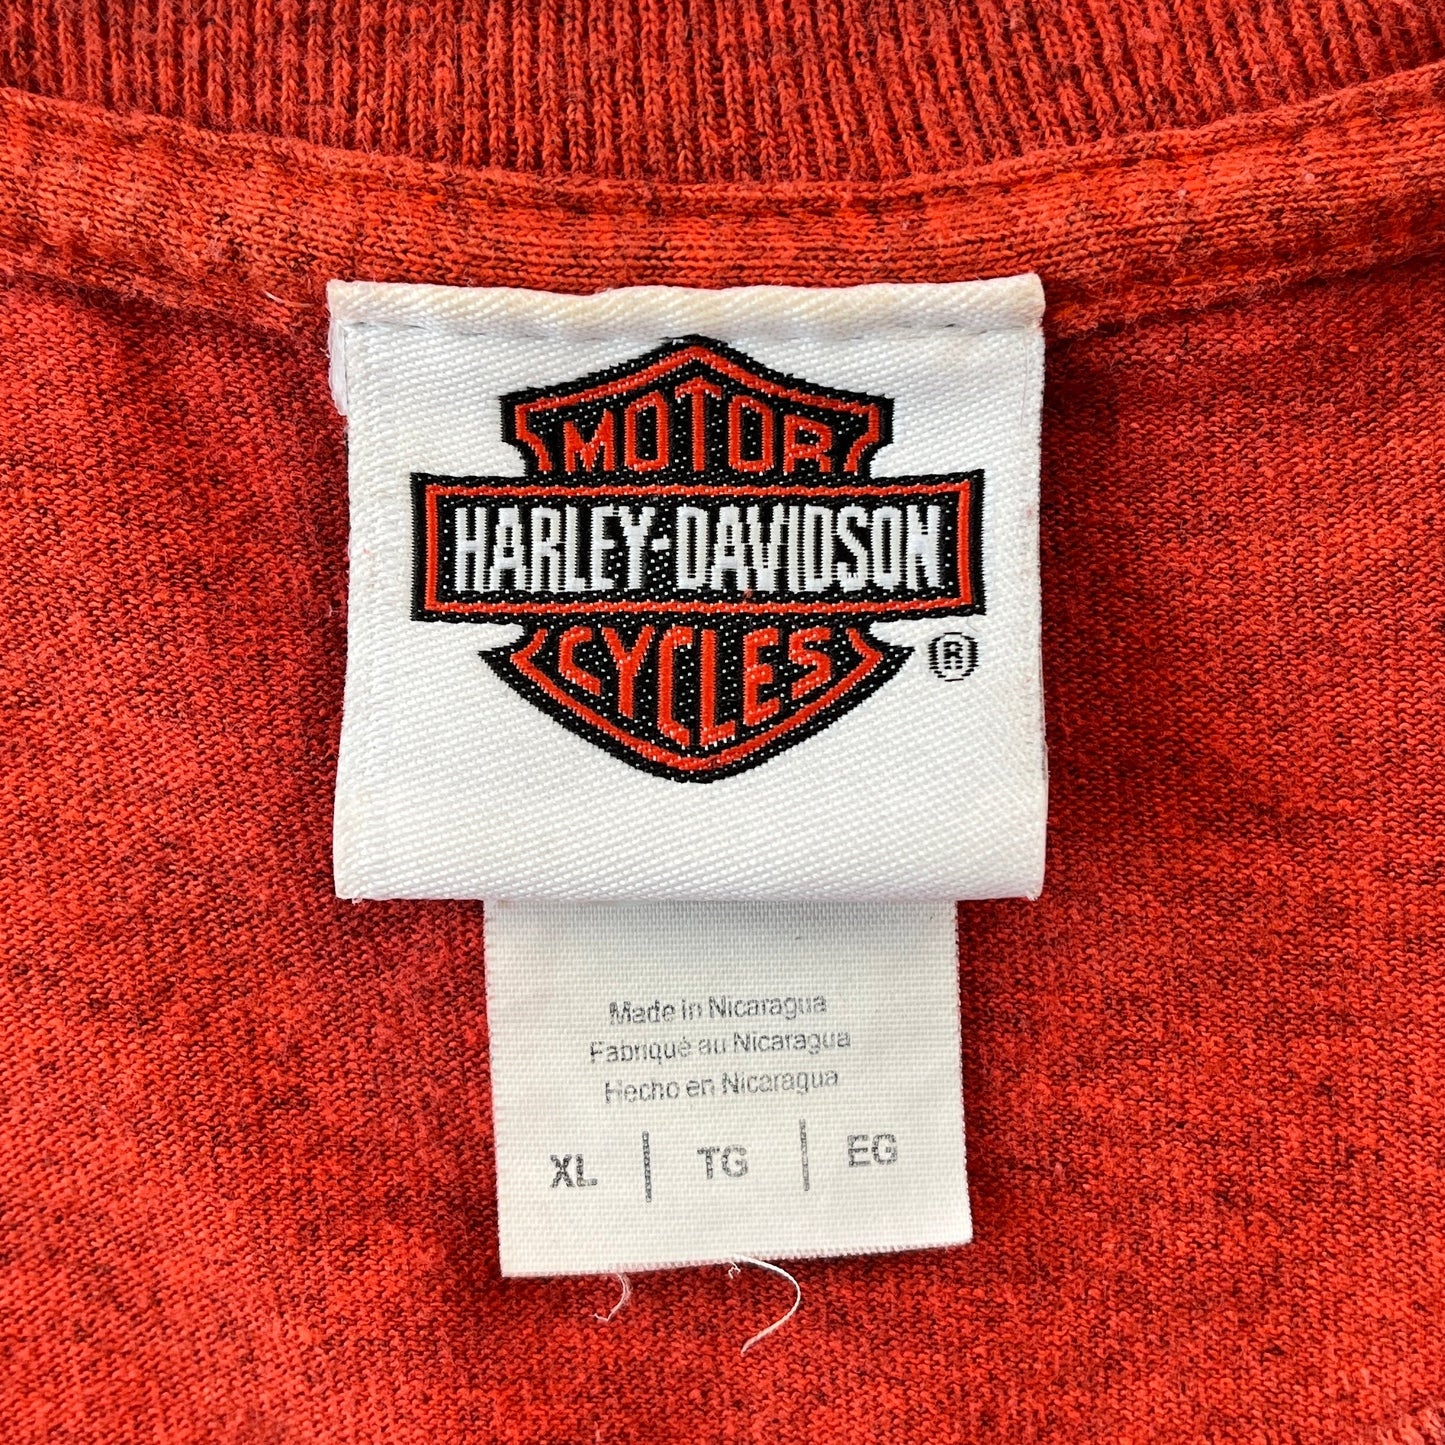 MOTOR
HARLEY-DAVIDSON
CYCLES
®
Made in Nicaragua
Fabriqué au Nicaragua
Hecho en Nicaragua
XL | TG | EG